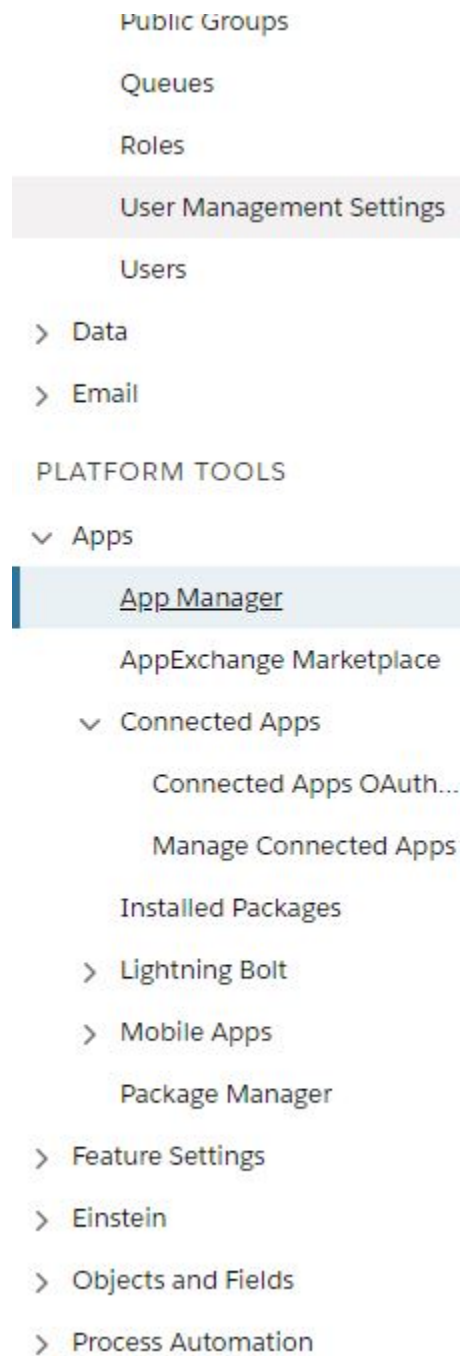 Public Groups
Queues
Roles
User Management Settings
Users
Data
Email
PLATFORM TOOLS
Apps
App Manager
AppExchange Marketplace
Connected Apps
Connected Apps OAuth...
Manage Connected Apps
Installed Packages
Lightning Bolt
Mobile Apps
Package Manager
Feature Settings
Einstein
Objects and Fields
Process Automation